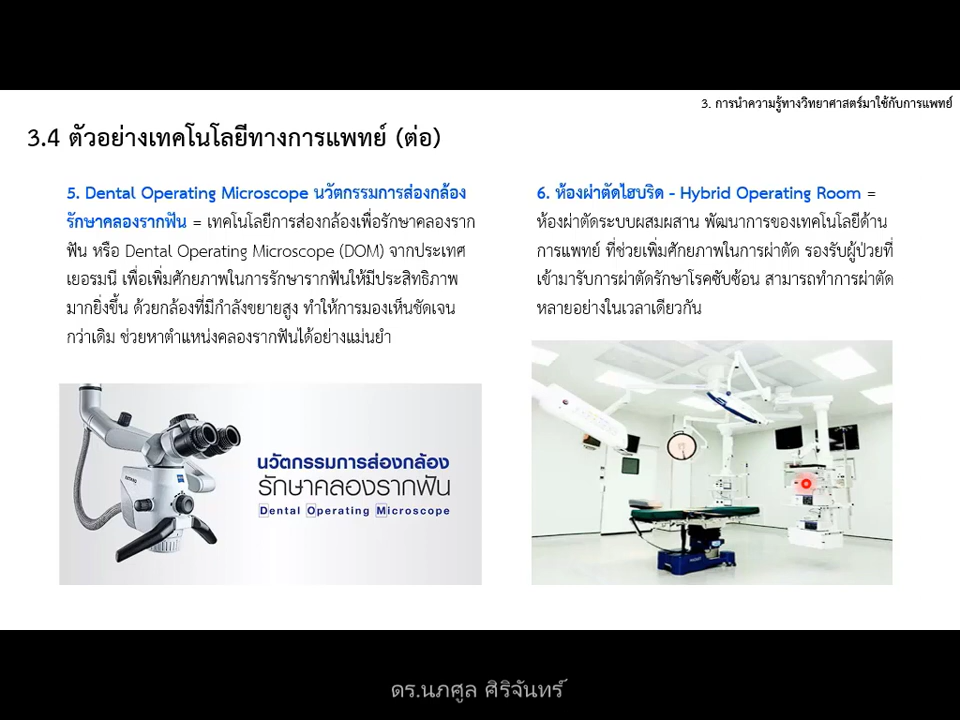 3. การนำความรู้ทางวิทยาศาสตร์มาใช้กับการแพทย์
3.4 ตัวอย่างเทคโนโลยีทางการแพทย์ (ต่อ)
5. Dental Operating Microscope นวัตกรรมการส่องกล้อง
รักษาคลองรากฟัน = เทคโนโลยีการส่องกล้องเพื่อรักษาคลองราก
ฟัน หรือ Dental Operating Microscope (DOM) จากประเทศ
เยอรมนี เพื่อเพิ่มศักยภาพในการรักษารากฟันให้มีประสิทธิภาพ
มากยิ่งขึ้น ด้วยกล้องที่มีกำลังขยายสูง ทำให้การมองเห็นชัดเจน
กว่าเดิม ช่วยหาตำแหน่งคลองรากฟันได้อย่างแม่นยำ
นวัตกรรมการส่องกล้อง
รักษาคลองรากฟัน
Dental Operating Microscope
6. ห้องผ่าตัดไฮบริด - Hybrid Operating Room =
ห้องผ่าตัดระบบผสมผสาน พัฒนาการของเทคโนโลยีด้าน
การแพทย์ ที่ช่วยเพิ่มศักยภาพในการผ่าตัด รองรับผู้ป่วยที่
เข้ามารับการผ่าตัดรักษาโรคซับซ้อน สามารถทำการผ่าตัด
หลายอย่างในเวลาเดียวกัน
ดร.นภศูล ศิริจันทร์